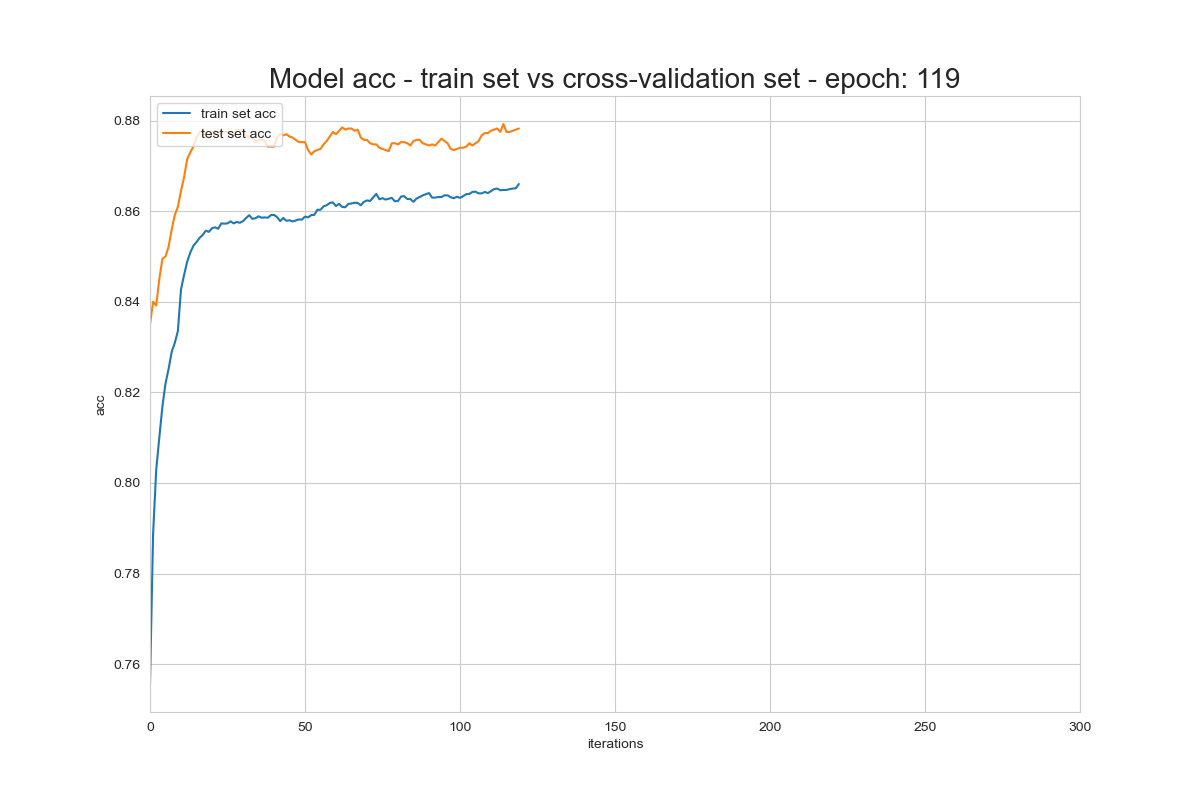 Model acc - train set vs cross-validation set - epoch: 119
train set acc
test set acc
0.88
0.86
0.84
0.82
0.80
0.78
0.76
acc
0 50 100 150 200 250 300
iterations